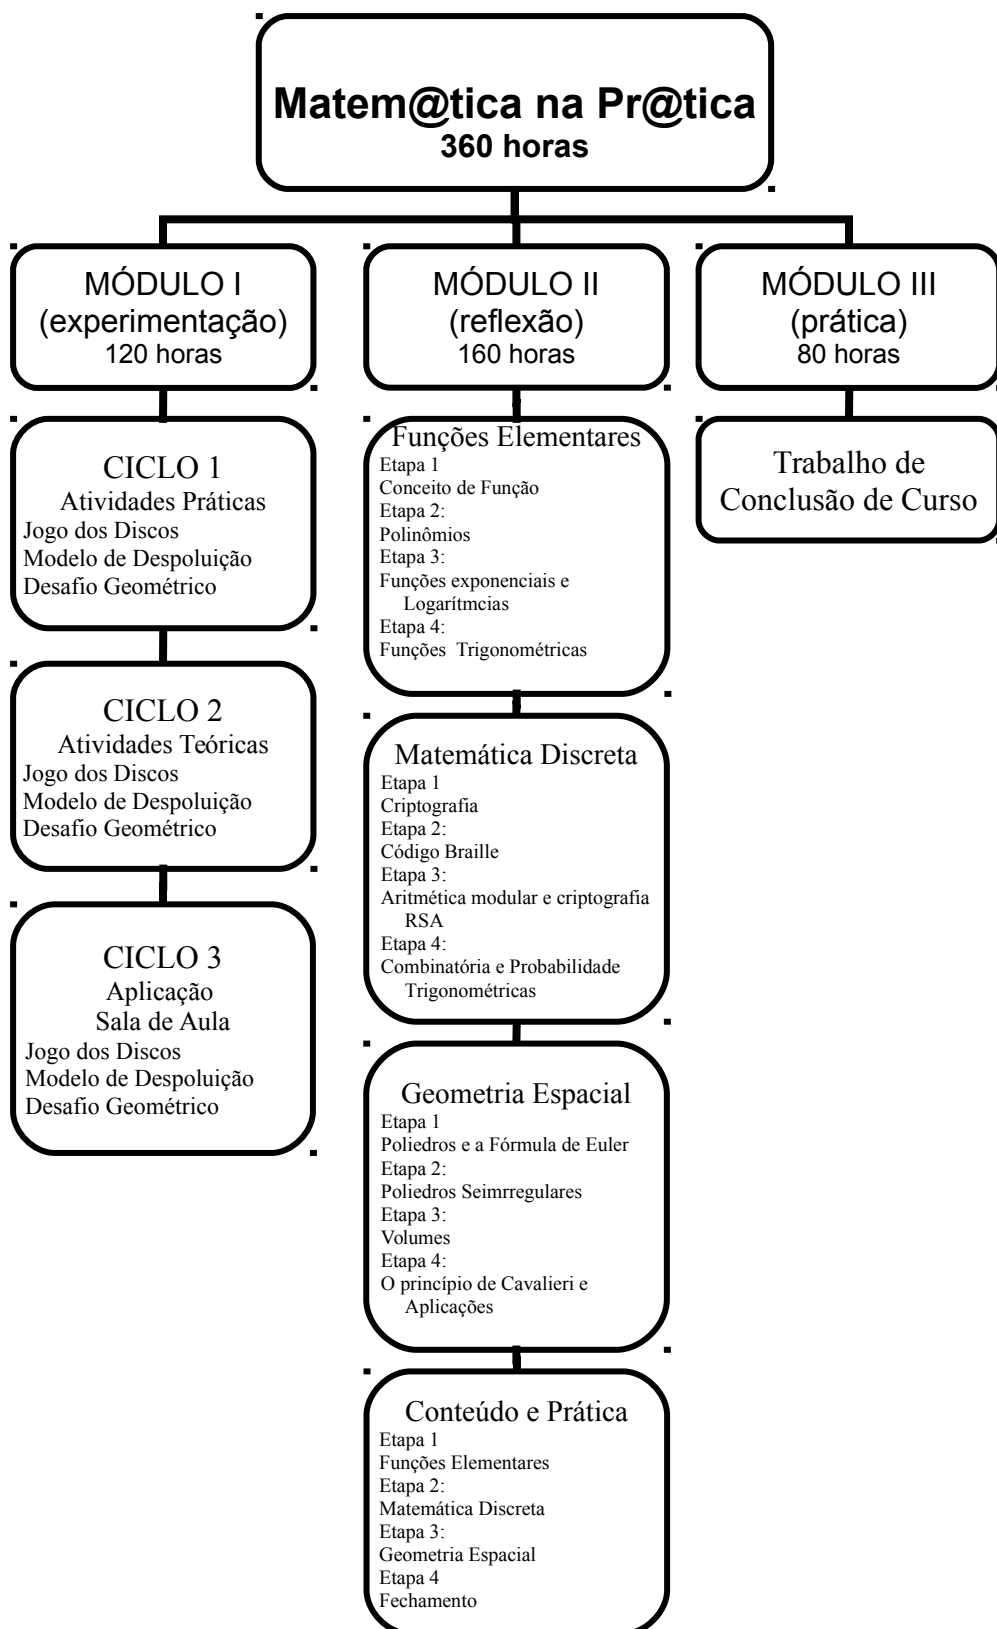 Matem@tica na Pr@tica
360 horas
MÓDULO I
(experimentação)
120 horas
MÓDULO II
(reflexão)
160 horas
MÓDULO III
(prática)
80 horas
CICLO 1
Atividades Práticas
Jogo dos Discos
Modelo de Despoluição
Desafio Geométrico
CICLO 2
Atividades Teóricas
Jogo dos Discos
Modelo de Despoluição
Desafio Geométrico
CICLO 3
Aplicação
Sala de Aula
Jogo dos Discos
Modelo de Despoluição
Desafio Geométrico
Funções Elementares
Etapa 1
Conceito de Função
Etapa 2:
Polinômios
Etapa 3:
Funções exponenciais e
Logarítmcias
Etapa 4:
Funções Trigonométricas
Matemática Discreta
Etapa 1
Criptografia
Etapa 2:
Código Braille
Etapa 3:
Aritmética modular e criptografia
RSA
Etapa 4:
Combinatória e Probabilidade
Trigonométricas
Geometria Espacial
Etapa 1
Poliedros e a Fórmula de Euler
Etapa 2:
Poliedros Seimrregulares
Etapa 3:
Volumes
Etapa 4:
O princípio de Cavalieri e
Aplicações
Conteúdo e Prática
Etapa 1
Funções Elementares
Etapa 2:
Matemática Discreta
Etapa 3:
Geometria Espacial
Etapa 4
Fechamento
Trabalho de
Conclusão de Curso